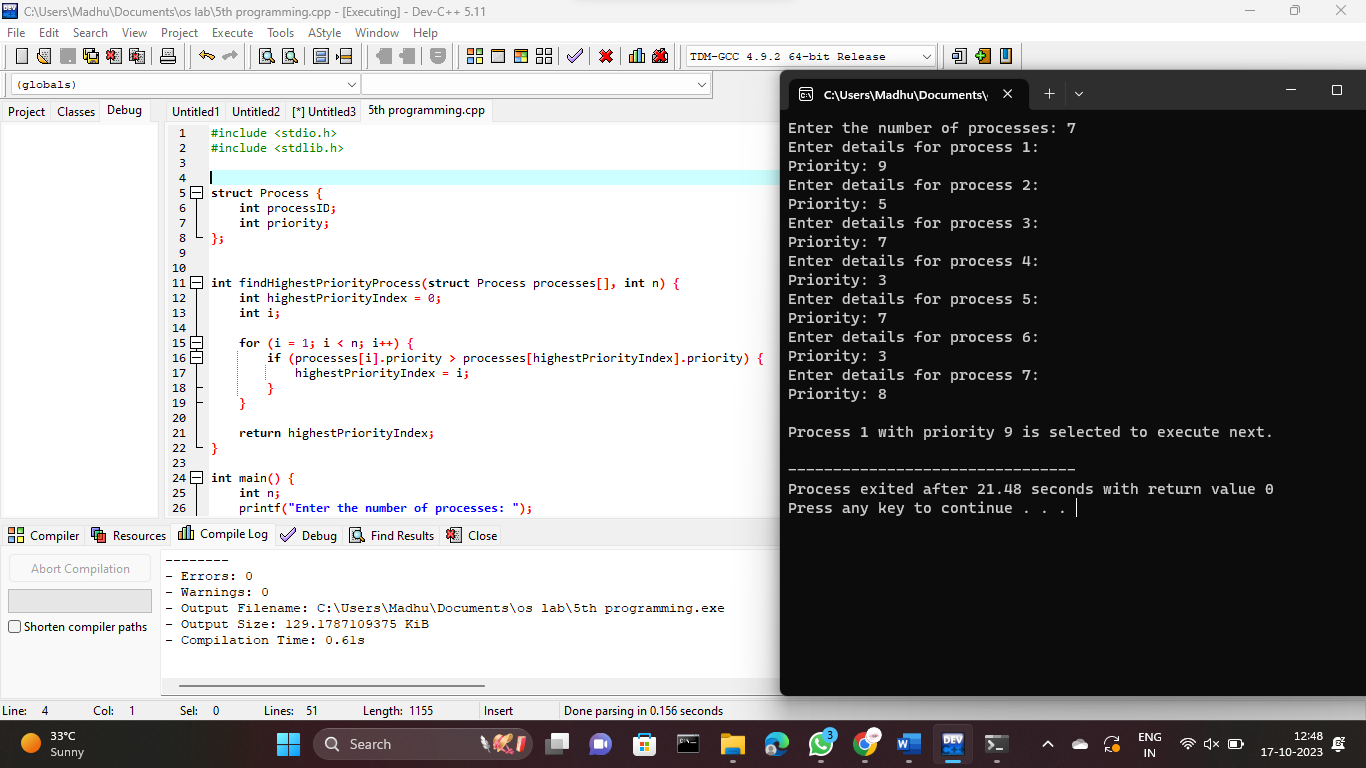 C:\Users\Madhu\Documents\os lab\5th programming.cpp - [Executing] - Dev-C++ 5.11
File Edit Search View Project Execute Tools AStyle Window Help
TDM-GCC 4.9.2 64-bit Release
(globals)
Project Classes Debug
Untitled1 Untitled2 [*] Untitled3 5th programming.cpp
1 #include <stdio.h>
2 #include <stdlib.h>
3
4
5 struct Process {
6 int processID;
7 int priority;
8 };
9
10
11 int findHighestPriorityProcess(struct Process processes[], int n) {
12 int highestPriorityIndex = 0;
13 int i;
14
15 for (i = 1; i < n; i++) {
16 if (processes[i].priority > processes[highestPriorityIndex].priority) {
17 highestPriorityIndex = i;
18 }
19 }
20
21 return highestPriorityIndex;
22 }
23
24 int main() {
25 int n;
26 printf("Enter the number of processes: ");
Compiler Resources Compile Log Debug Find Results Close
Abort Compilation
Shorten compiler paths
--------
- Errors: 0
- Warnings: 0
- Output Filename: C:\Users\Madhu\Documents\os lab\5th programming.exe
- Output Size: 129.1787109375 KiB
- Compilation Time: 0.61s
Line: 4 Col: 1 Sel: 0 Lines: 51 Length: 1155 Insert Done parsing in 0.156 seconds
C:\Users\Madhu\Documents\
Enter the number of processes: 7
Enter details for process 1:
Priority: 9
Enter details for process 2:
Priority: 5
Enter details for process 3:
Priority: 7
Enter details for process 4:
Priority: 3
Enter details for process 5:
Priority: 7
Enter details for process 6:
Priority: 3
Enter details for process 7:
Priority: 8
Process 1 with priority 9 is selected to execute next.
--------------------------------
Process exited after 21.48 seconds with return value 0
Press any key to continue . . .
33°C
Sunny
Search
3
DEV
ENG
IN
12:48
17-10-2023